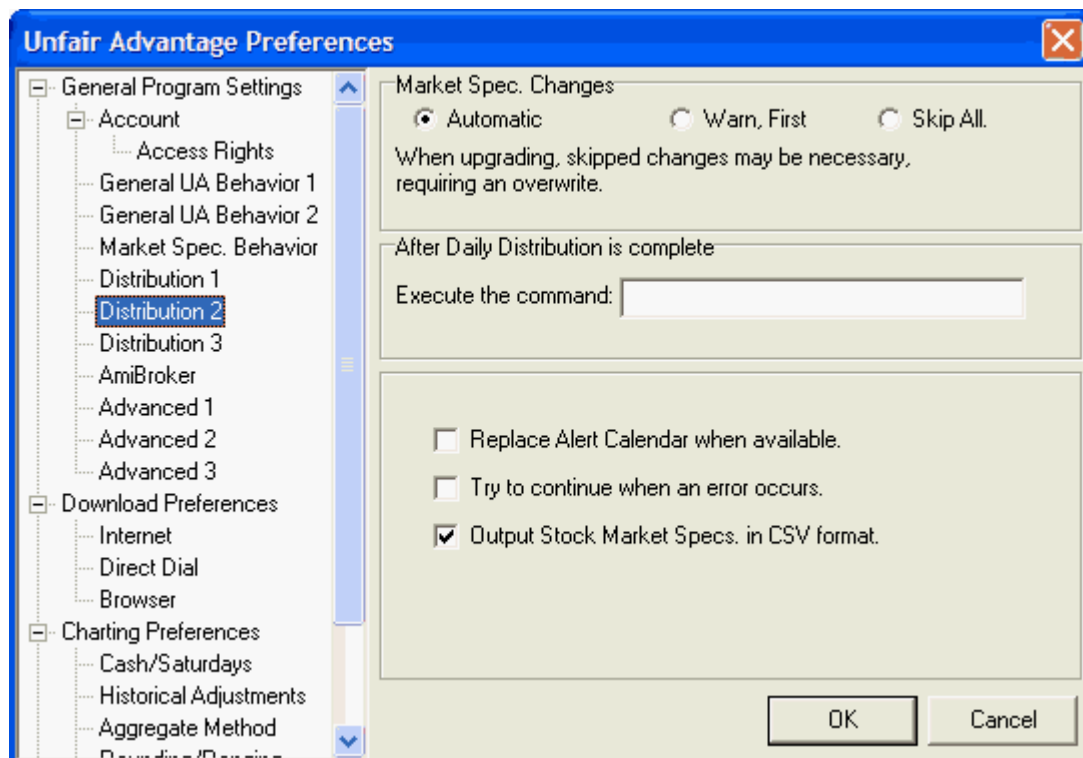 Unfair Advantage Preferences
General Program Settings
Account
Access Rights
General UA Behavior 1
General UA Behavior 2
Market Spec. Behavior
Distribution 1
Distribution 2
Distribution 3
AmiBroker
Advanced 1
Advanced 2
Advanced 3
Download Preferences
Internet
Direct Dial
Browser
Charting Preferences
Cash/Saturdays
Historical Adjustments
Aggregate Method
Market Spec. Changes
Automatic
Warn, First
Skip All.
When upgrading, skipped changes may be necessary,
requiring an overwrite.
After Daily Distribution is complete
Execute the command:
Replace Alert Calendar when available.
Try to continue when an error occurs.
Output Stock Market Specs. in CSV format.
OK
Cancel